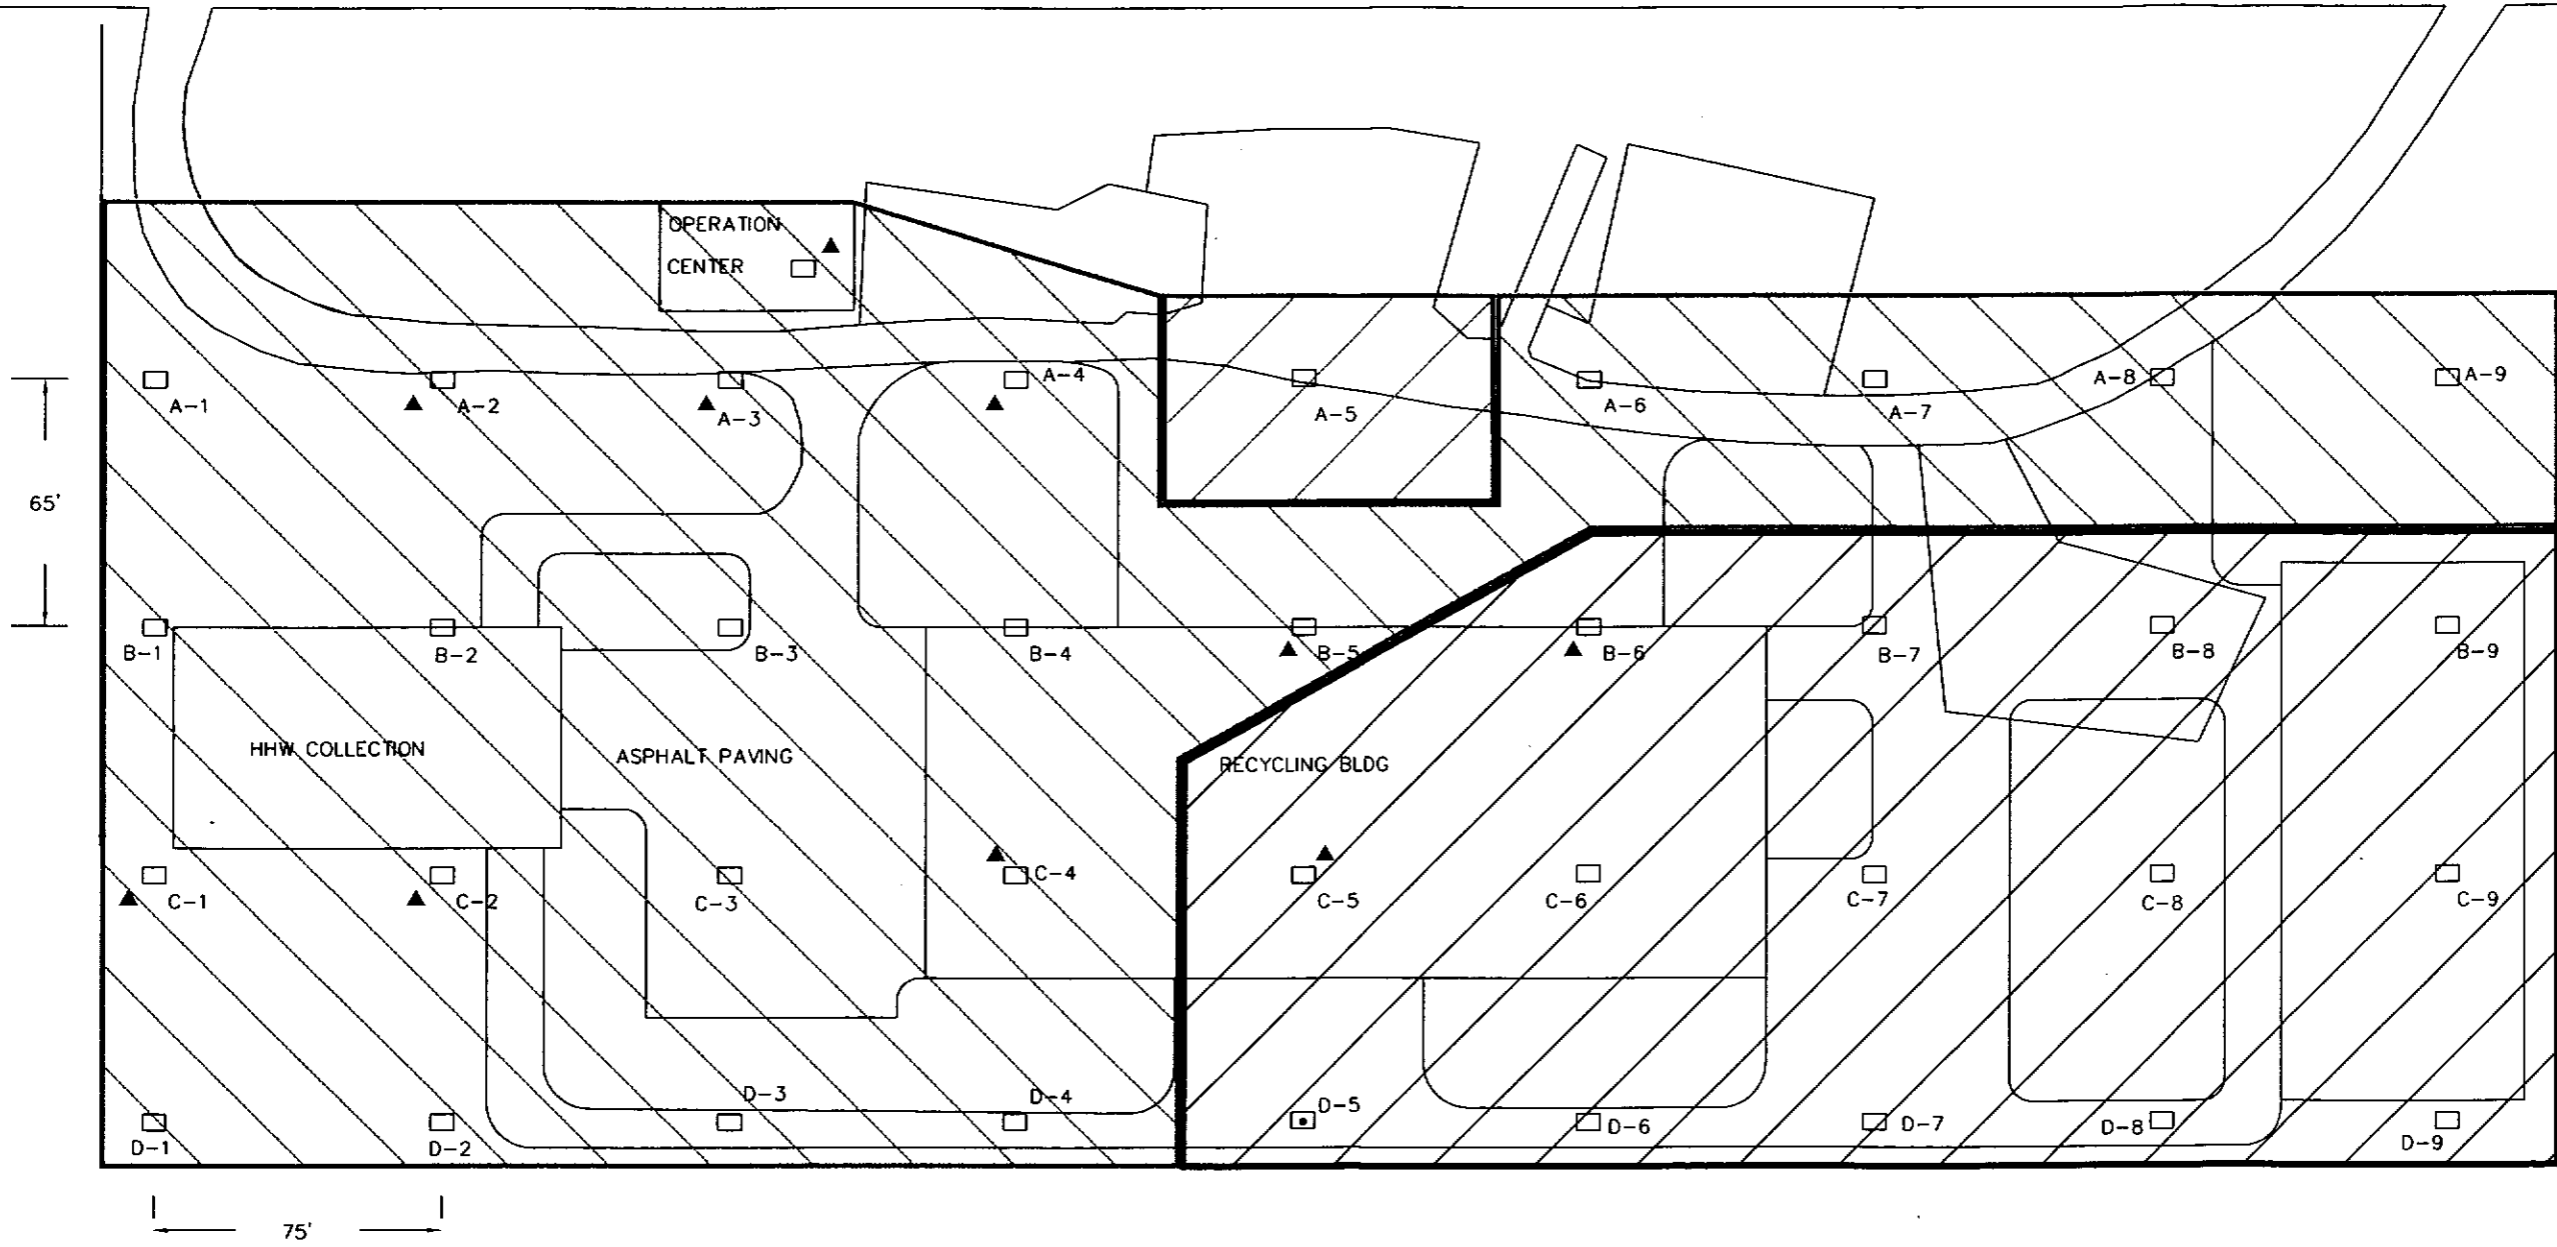 OPERATION
CENTER
A-1
A-2
A-3
A-4
A-5
A-6
A-7
A-8
A-9
65'
B-1
B-2
B-3
B-4
B-5
B-6
B-7
B-8
B-9
HHW COLLECTION
ASPHALT PAVING
RECYCLING BLDG
C-1
C-2
C-3
C-4
C-5
C-6
C-7
C-8
C-9
D-1
D-2
D-3
D-4
D-5
D-6
D-7
D-8
D-9
75'